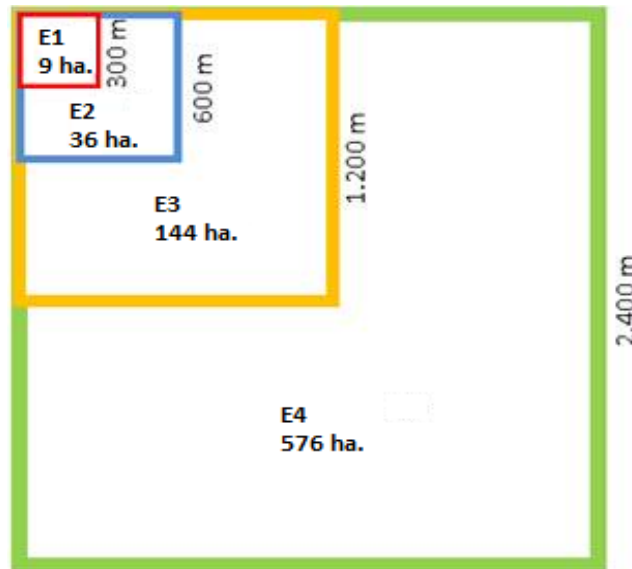 E1
9 ha.
300 m
E2
36 ha.
600 m
E3
144 ha.
1.200 m
E4
576 ha.
2.400 m